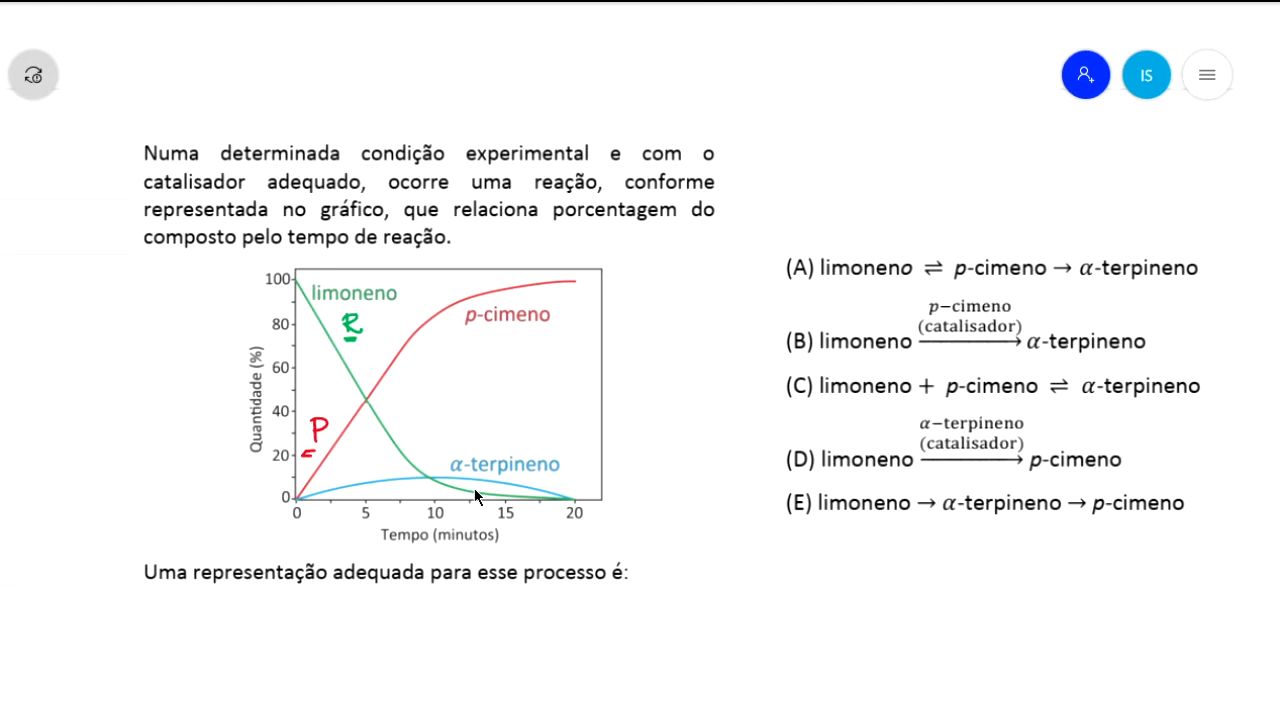 IS
Numa determinada condição experimental e com o
catalisador adequado, ocorre uma reação, conforme
representada no gráfico, que relaciona porcentagem do
composto pelo tempo de reação.
100
80
60
40
20
0
Quantidade (%)
limoneno
R
p-cimeno
P
α-terpineno
0 5 10 15 20
Tempo (minutos)
Uma representação adequada para esse processo é:
(A) limoneno ⇌ p-cimeno → α-terpineno
p−cimeno
(catalisador)
(B) limoneno → α-terpineno
(C) limoneno + p-cimeno ⇌ α-terpineno
α−terpineno
(catalisador)
(D) limoneno → p-cimeno
(E) limoneno → α-terpineno → p-cimeno